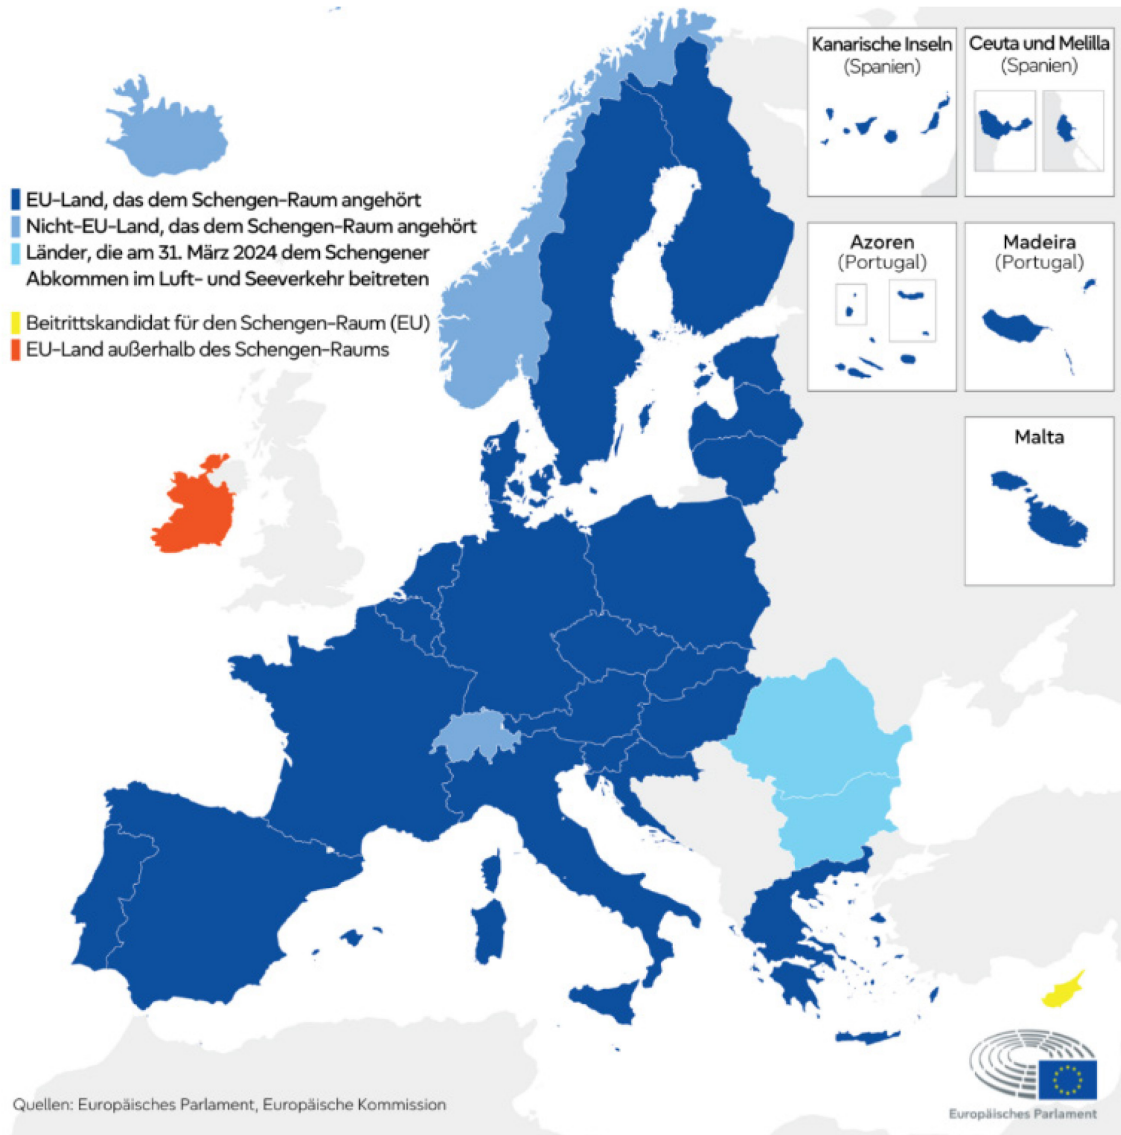 Kanarische Inseln
(Spanien)
Ceuta und Melilla
(Spanien)
EU-Land, das dem Schengen-Raum angehört
Nicht-EU-Land, das dem Schengen-Raum angehört
Länder, die am 31. März 2024 dem Schengener
Abkommen im Luft- und Seeverkehr beitreten
Beitrittskandidat für den Schengen-Raum (EU)
EU-Land außerhalb des Schengen-Raums
Azoren
(Portugal)
Madeira
(Portugal)
Malta
Quellen: Europäisches Parlament, Europäische Kommission
Europäisches Parlament